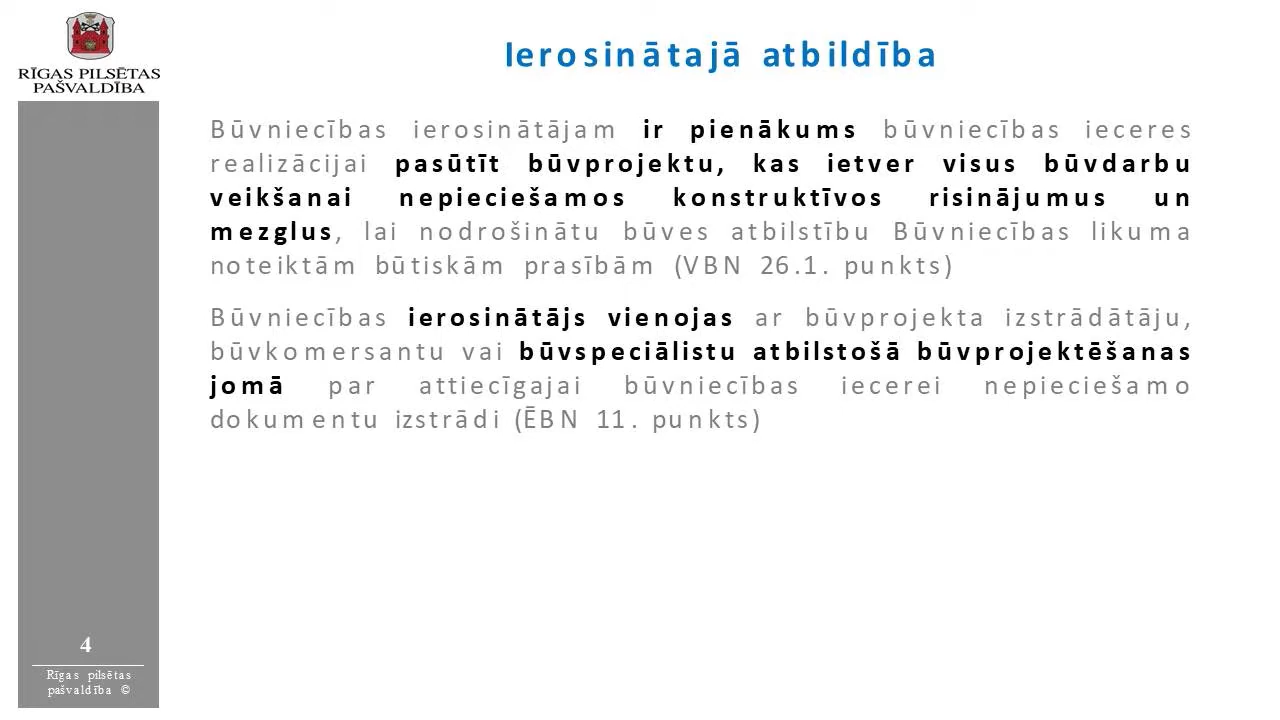 RĪGAS PILSĒTAS
PAŠVALDĪBA
Ierosinātajā atbildība
Būvniecības ierosinātājam ir pienākums būvniecības ieceres
realizācijai pasūtīt būvprojektu, kas ietver visus būvdarbu
veikšanai nepieciešamos konstruktīvos risinājumus un
mezglus, lai nodrošinātu būves atbilstību Būvniecības likuma
noteiktām būtiskām prasībām (VBN 26.1. punkts)
Būvniecības ierosinātājs vienojas ar būvprojekta izstrādātāju,
būvkomersantu vai būvspeciālistu atbilstošā būvprojektēšanas
jomā par attiecīgajai būvniecības iecerei nepieciešamo
dokumentu izstrādi (ĒBN 11. punkts)
4
Rīgas pilsētas
pašvaldība ©